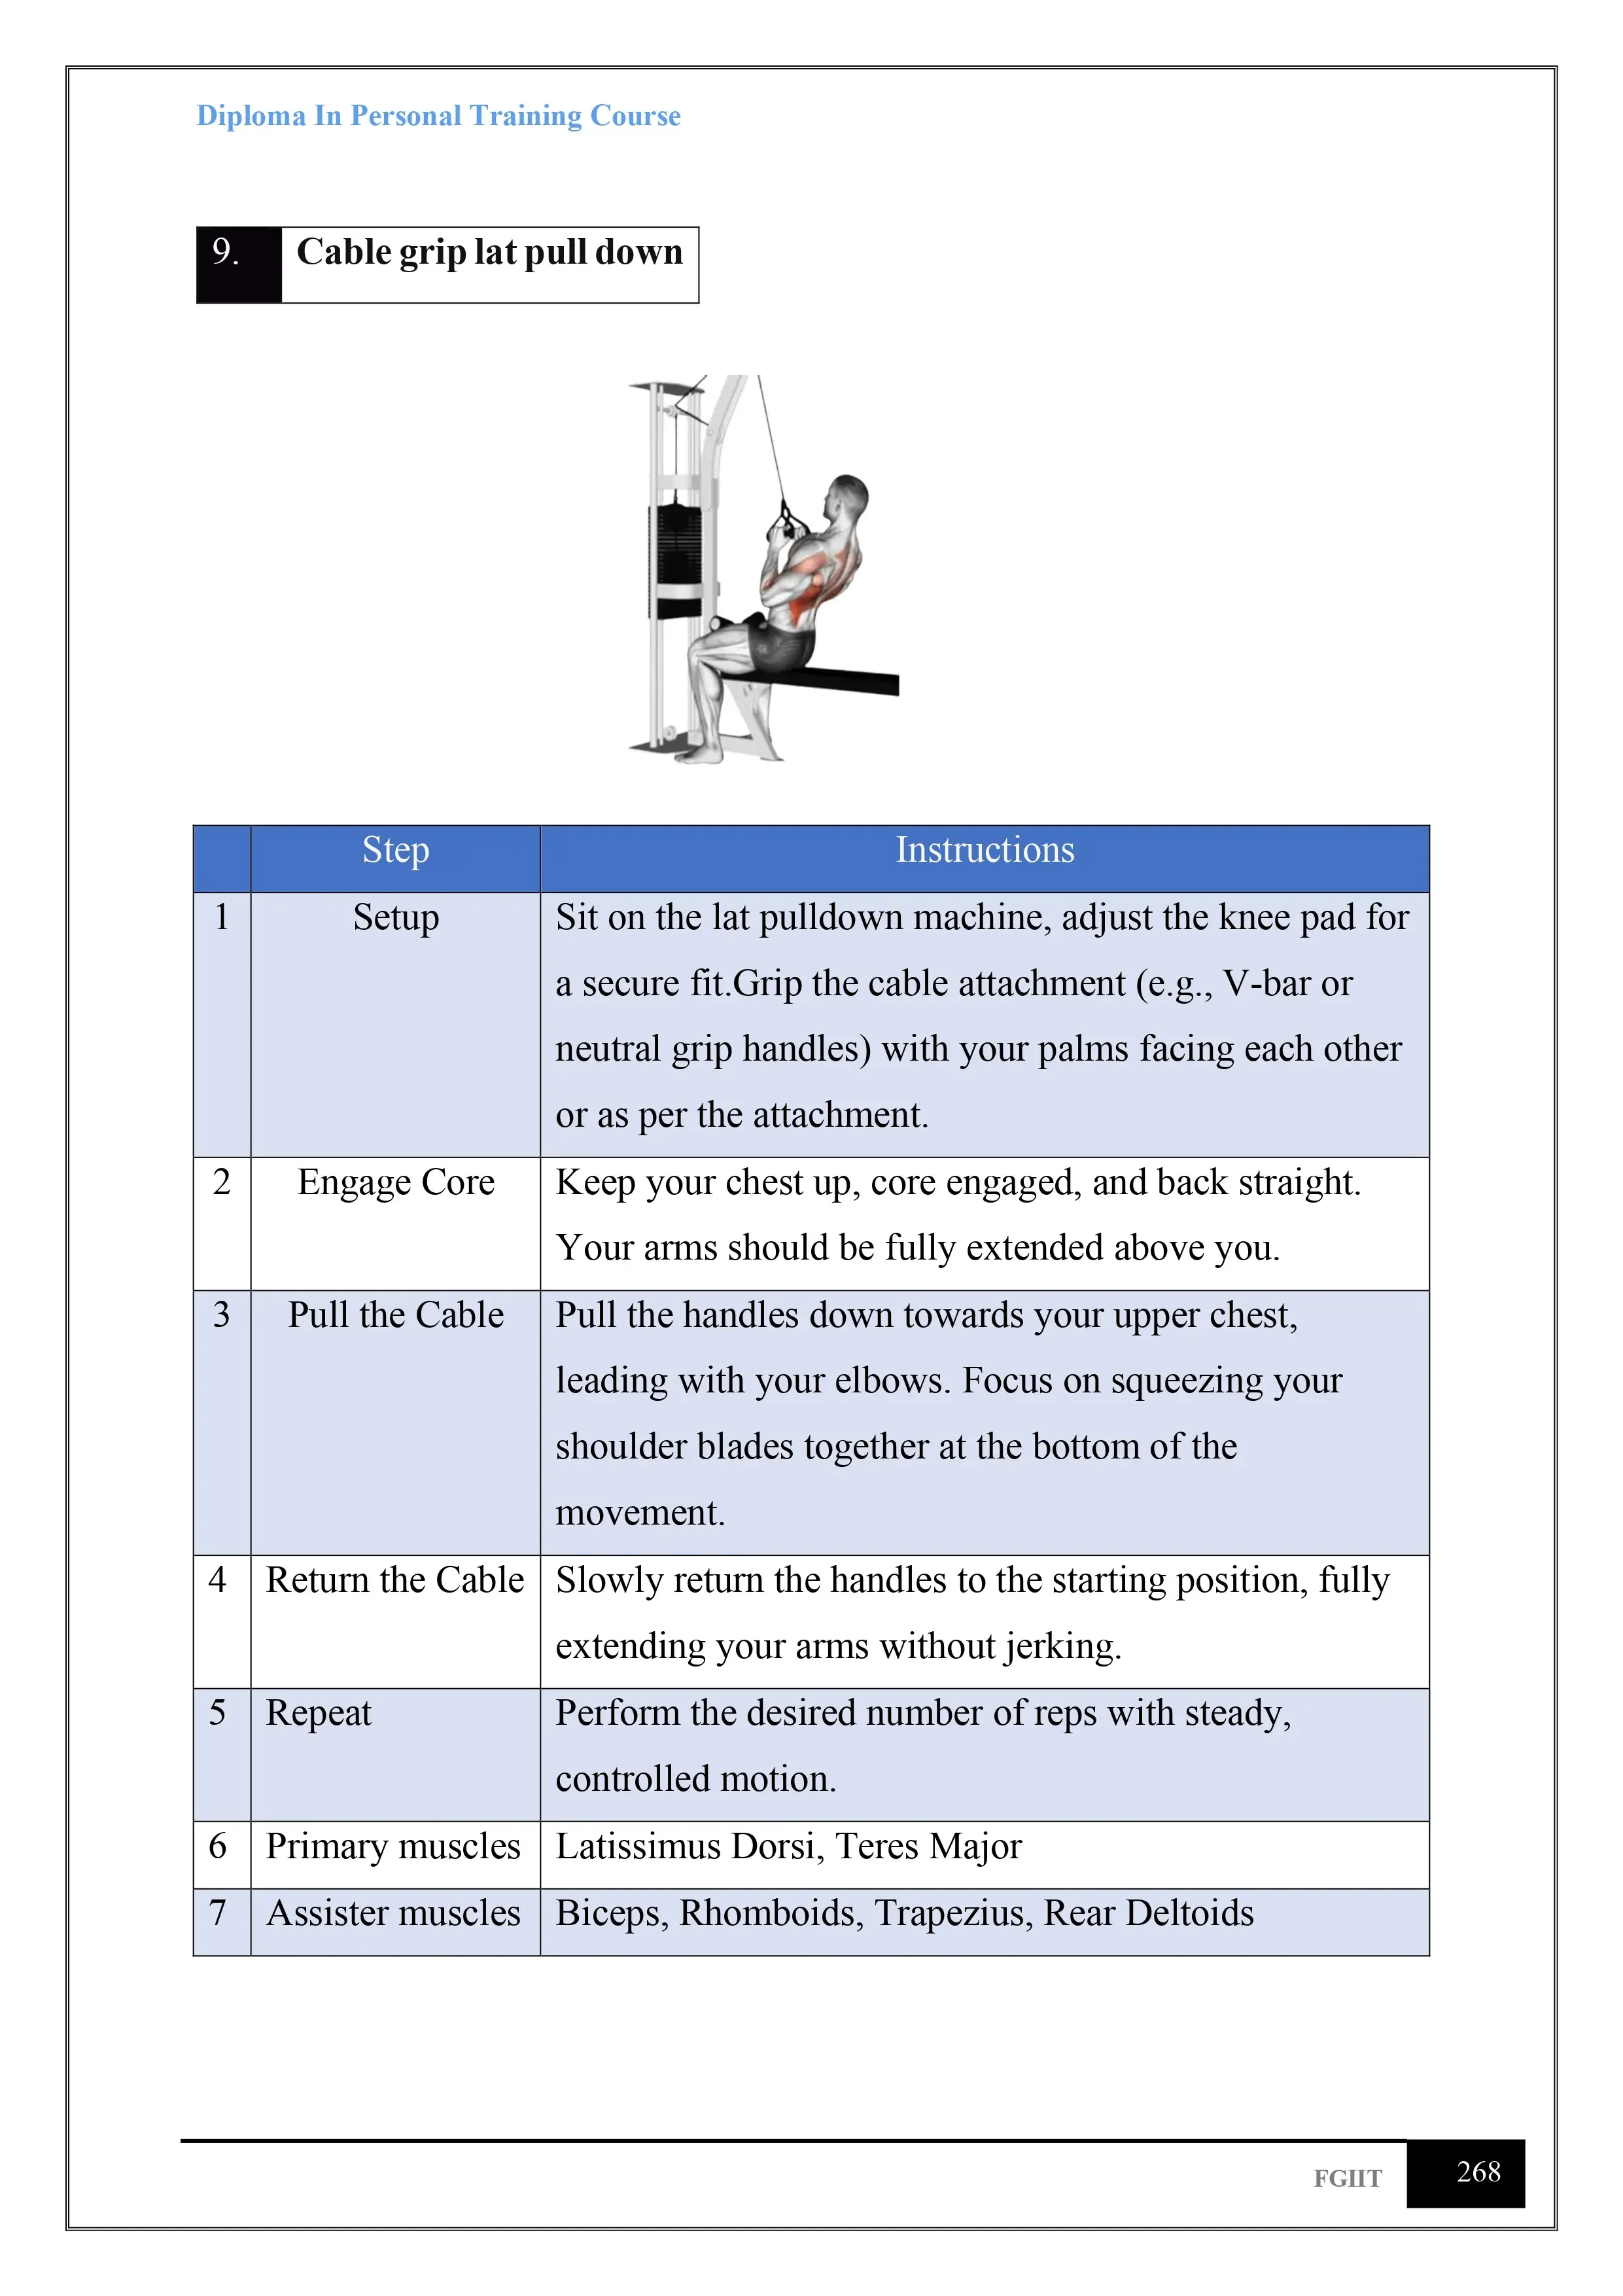 Diploma In Personal Training Course
9. Cable grip lat pull down
Step Instructions
1 Setup Sit on the lat pulldown machine, adjust the knee pad for
a secure fit.Grip the cable attachment (e.g., V-bar or
neutral grip handles) with your palms facing each other
or as per the attachment.
2 Engage Core Keep your chest up, core engaged, and back straight.
Your arms should be fully extended above you.
3 Pull the Cable Pull the handles down towards your upper chest,
leading with your elbows. Focus on squeezing your
shoulder blades together at the bottom of the
movement.
4 Return the Cable Slowly return the handles to the starting position, fully
extending your arms without jerking.
5 Repeat Perform the desired number of reps with steady,
controlled motion.
6 Primary muscles Latissimus Dorsi, Teres Major
7 Assister muscles Biceps, Rhomboids, Trapezius, Rear Deltoids
FGIIT 268